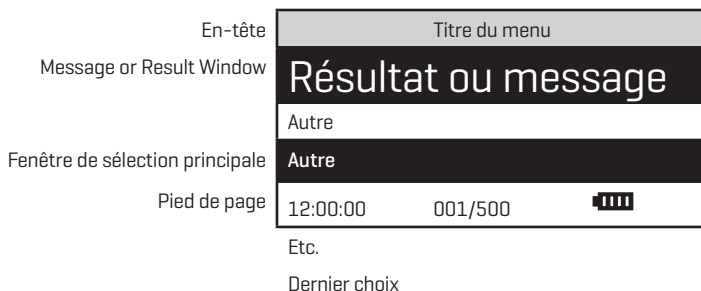 En-tête Titre du menu
Message or Result Window Résultat ou message
Autre
Fenêtre de sélection principale Autre
Pied de page 12:00:00 001/500
Etc.
Dernier choix